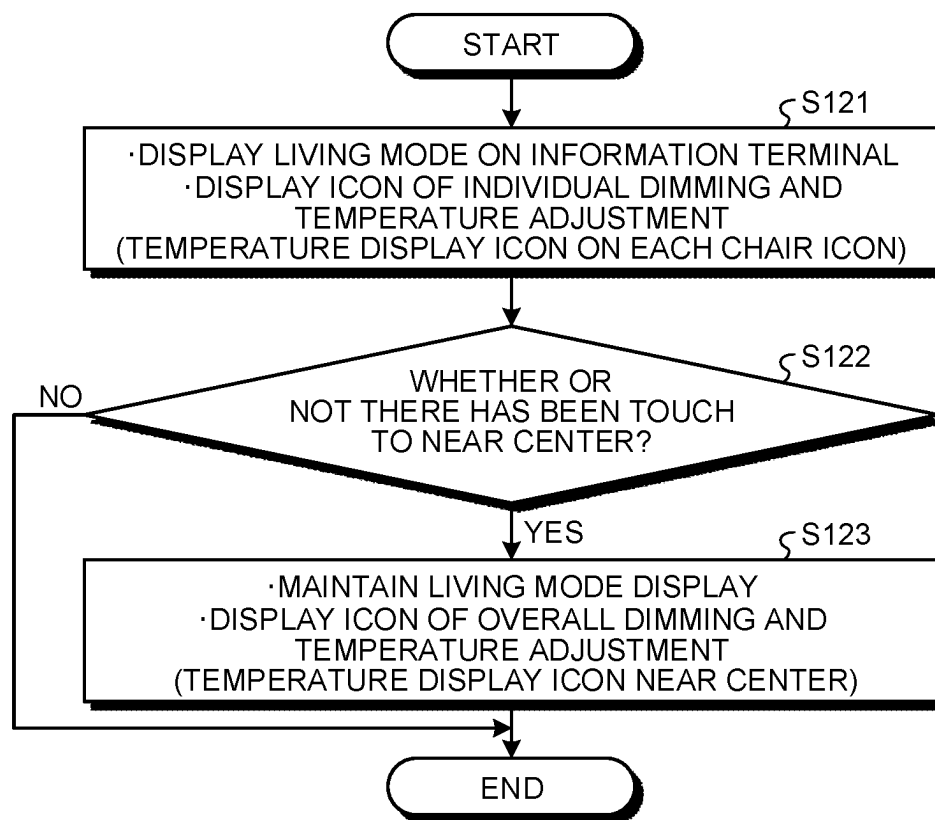 START
S121
·DISPLAY LIVING MODE ON INFORMATION TERMINAL
·DISPLAY ICON OF INDIVIDUAL DIMMING AND
TEMPERATURE ADJUSTMENT
(TEMPERATURE DISPLAY ICON ON EACH CHAIR ICON)
S122
NO
WHETHER OR
NOT THERE HAS BEEN TOUCH
TO NEAR CENTER?
YES
S123
·MAINTAIN LIVING MODE DISPLAY
·DISPLAY ICON OF OVERALL DIMMING AND
TEMPERATURE ADJUSTMENT
(TEMPERATURE DISPLAY ICON NEAR CENTER)
END